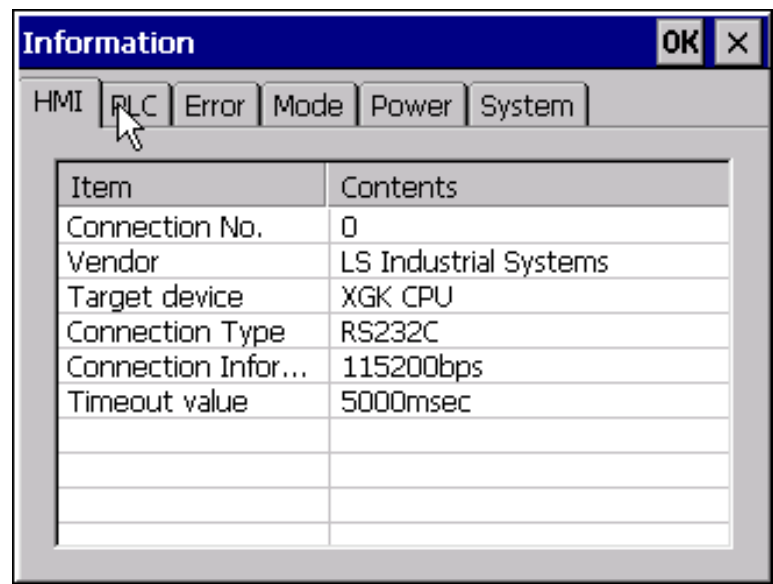 Information OK ×
HMI PLC Error Mode Power System
Item Contents
Connection No. 0
Vendor LS Industrial Systems
Target device XGK CPU
Connection Type RS232C
Connection Infor... 115200bps
Timeout value 5000msec